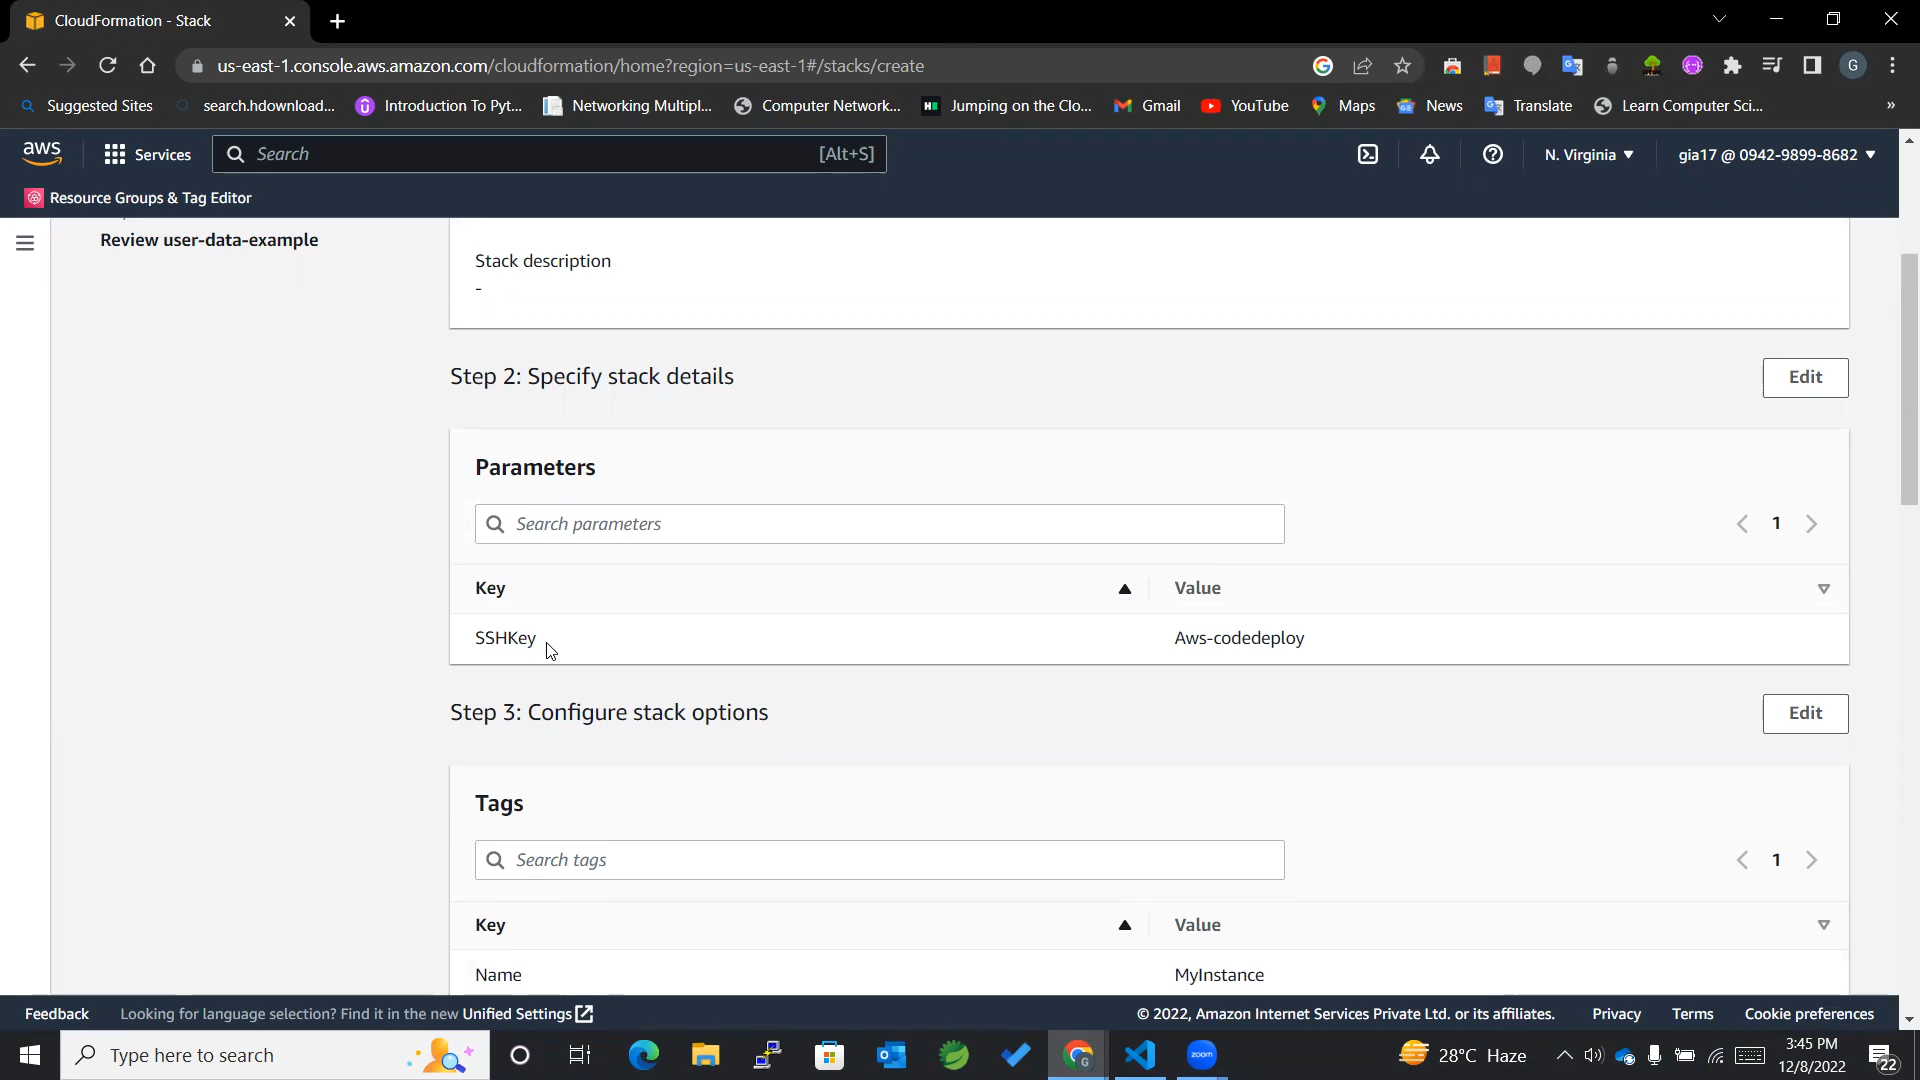 CloudFormation - Stack
us-east-1.console.aws.amazon.com/cloudformation/home?region=us-east-1#/stacks/create
G
Suggested Sites
search.hdownload...
Introduction To Pyt...
Networking Multipl...
Computer Network...
Jumping on the Clo...
Gmail
YouTube
Maps
News
Translate
Learn Computer Sci...
»
aws
Services
Search
[Alt+S]
N. Virginia
gia17 @ 0942-9899-8682
Resource Groups & Tag Editor
Review user-data-example
Stack description
-
Step 2: Specify stack details
Edit
Parameters
Search parameters
1
Key
Value
SSHKey
Aws-codedeploy
Step 3: Configure stack options
Edit
Tags
Search tags
1
Key
Value
Name
MyInstance
Feedback
Looking for language selection? Find it in the new Unified Settings
© 2022, Amazon Internet Services Private Ltd. or its affiliates.
Privacy
Terms
Cookie preferences
Type here to search
zoom
28°C Haze
3:45 PM
12/8/2022
22